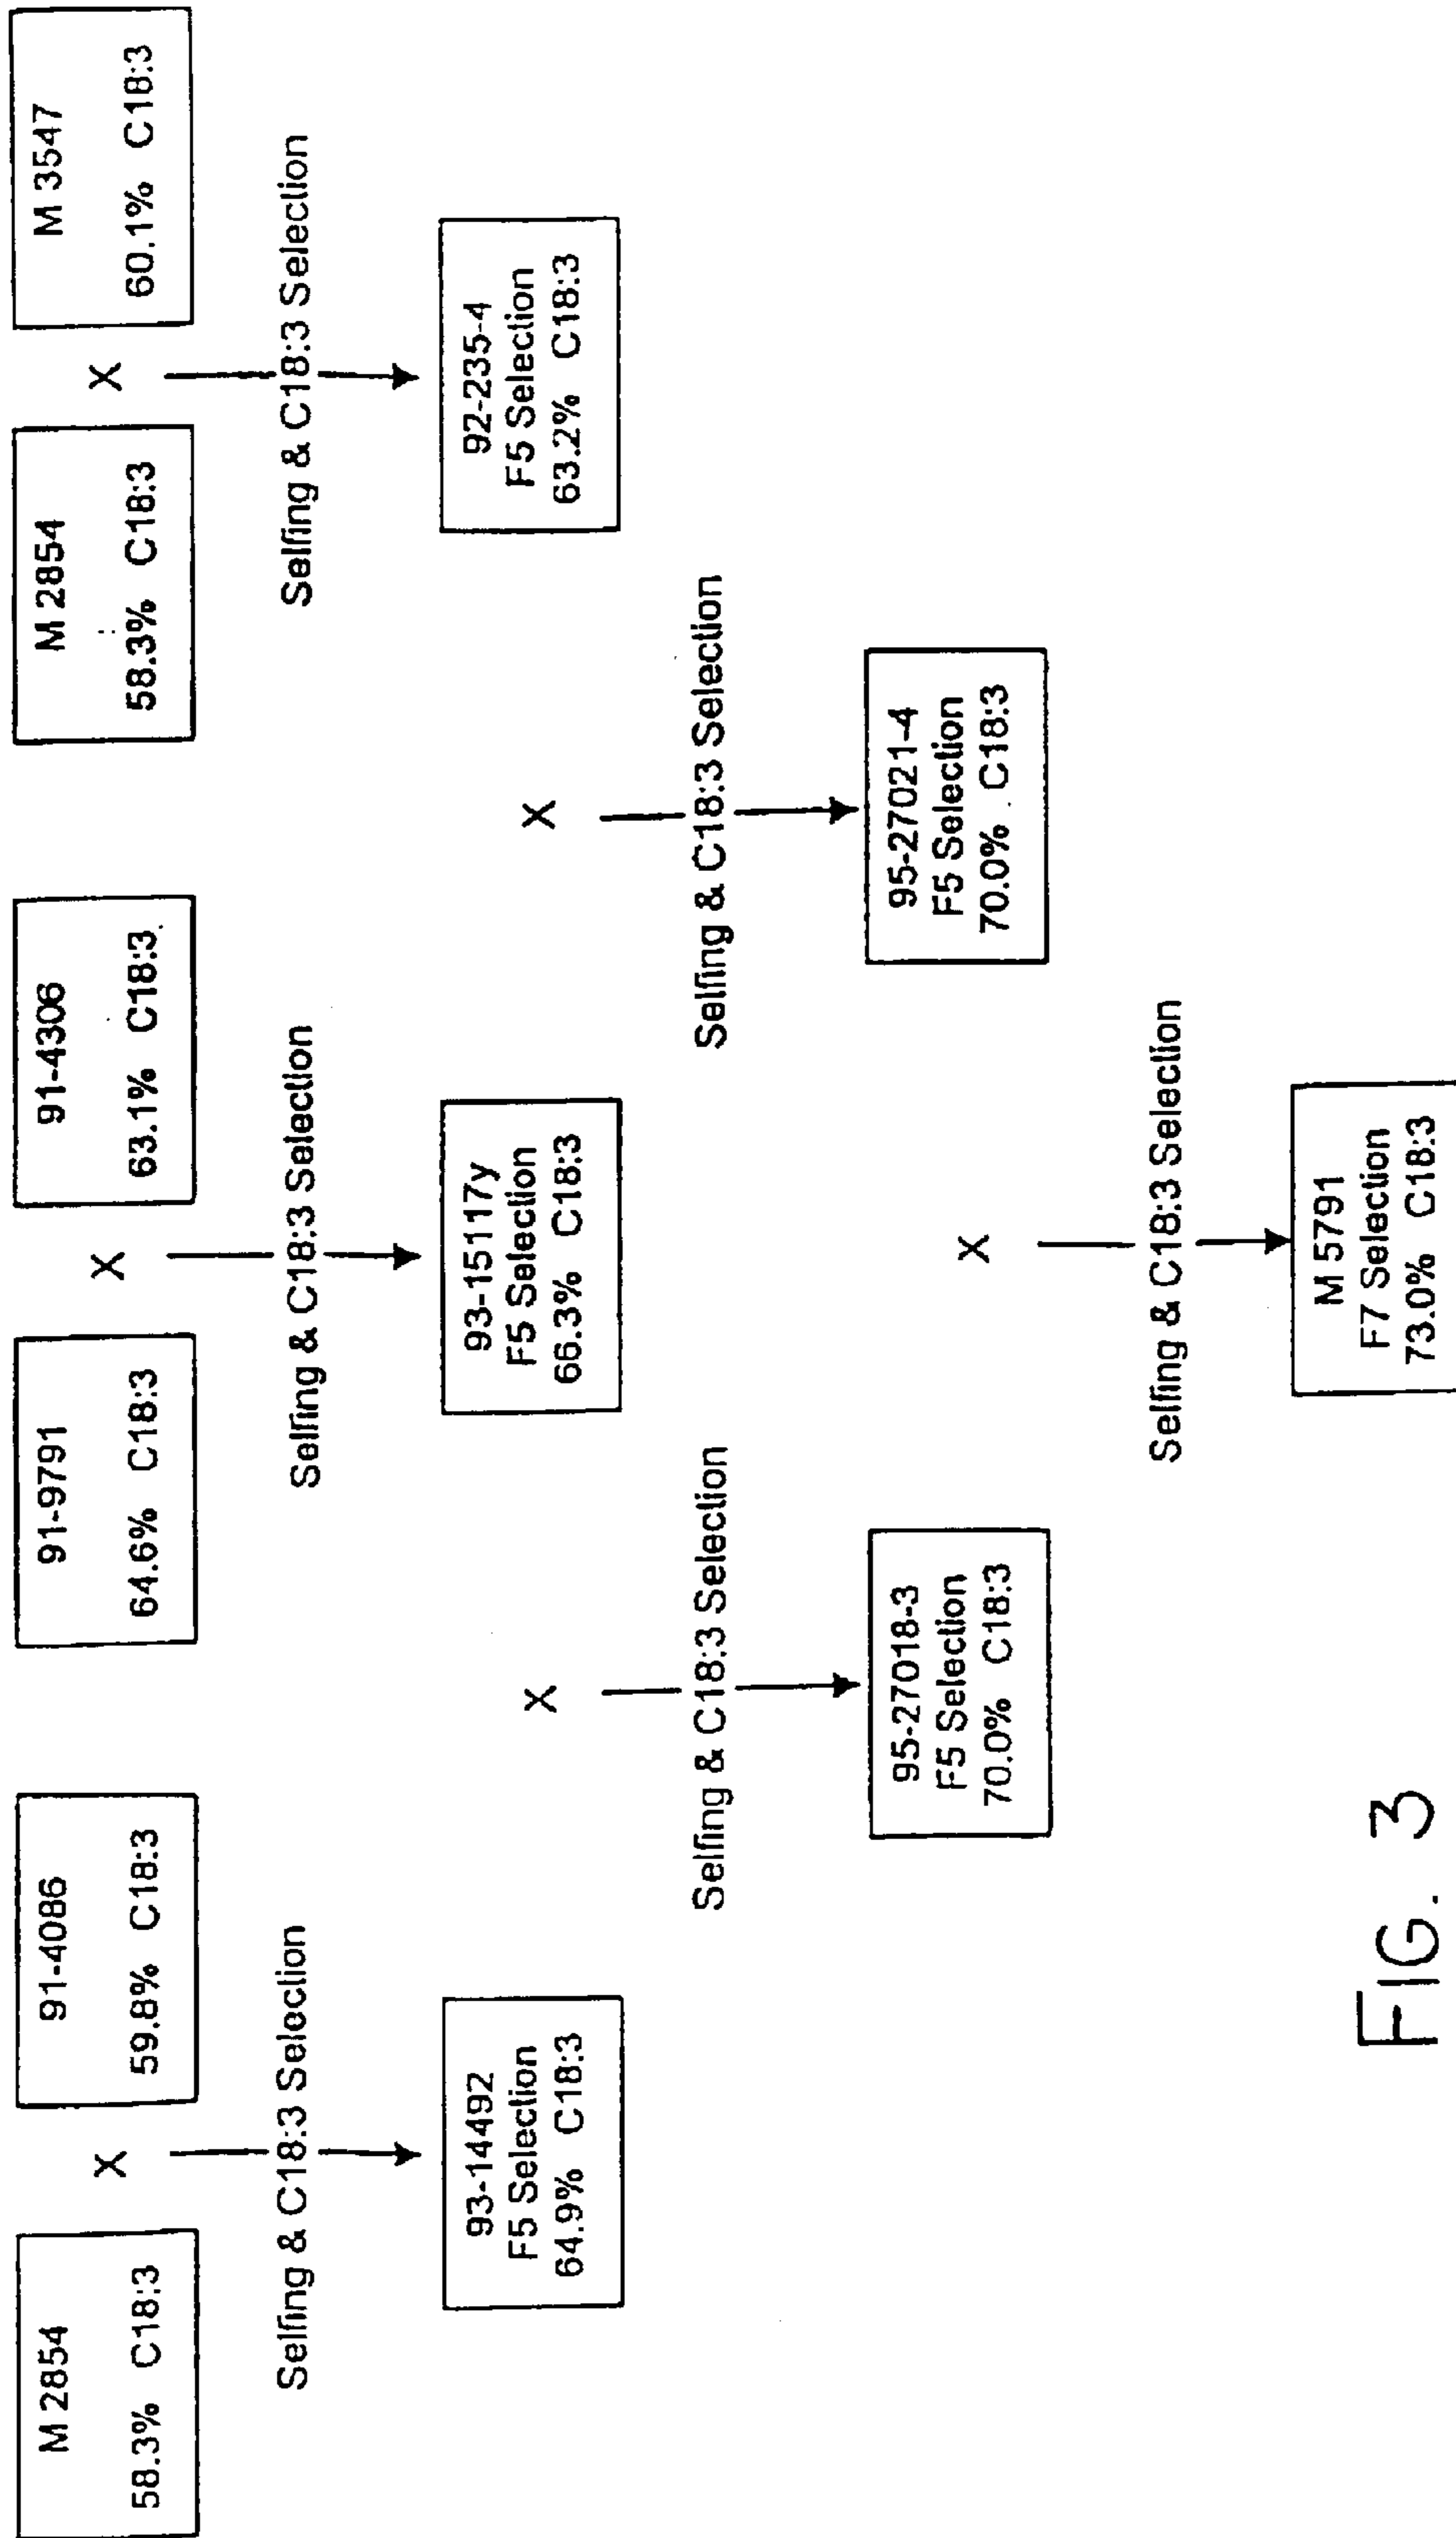 M 2854
58.3% C18:3
X
91-4086
59.8% C18:3
91-9791
64.6% C18:3
X
91-4306
63.1% C18:3
M 2854
58.3% C18:3
X
M 3547
60.1% C18:3
Selfing & C18:3 Selection
Selfing & C18:3 Selection
Selfing & C18:3 Selection
93-14492
F5 Selection
64.9% C18:3
X
93-15117y
F5 Selection
66.3% C18:3
X
92-235-4
F5 Selection
63.2% C18:3
Selfing & C18:3 Selection
Selfing & C18:3 Selection
95-27018-3
F5 Selection
70.0% C18:3
X
95-27021-4
F5 Selection
70.0% C18:3
Selfing & C18:3 Selection
M 5791
F7 Selection
73.0% C18:3
FIG. 3